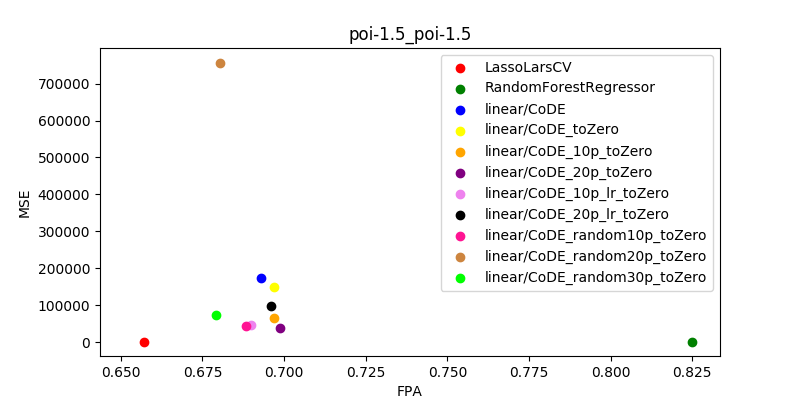 poi-1.5_poi-1.5
LassoLarsCV
RandomForestRegressor
linear/CoDE
linear/CoDE_toZero
linear/CoDE_10p_toZero
linear/CoDE_20p_toZero
linear/CoDE_10p_lr_toZero
linear/CoDE_20p_lr_toZero
linear/CoDE_random10p_toZero
linear/CoDE_random20p_toZero
linear/CoDE_random30p_toZero
MSE
700000
600000
500000
400000
300000
200000
100000
0
0.650 0.675 0.700 0.725 0.750 0.775 0.800 0.825
FPA